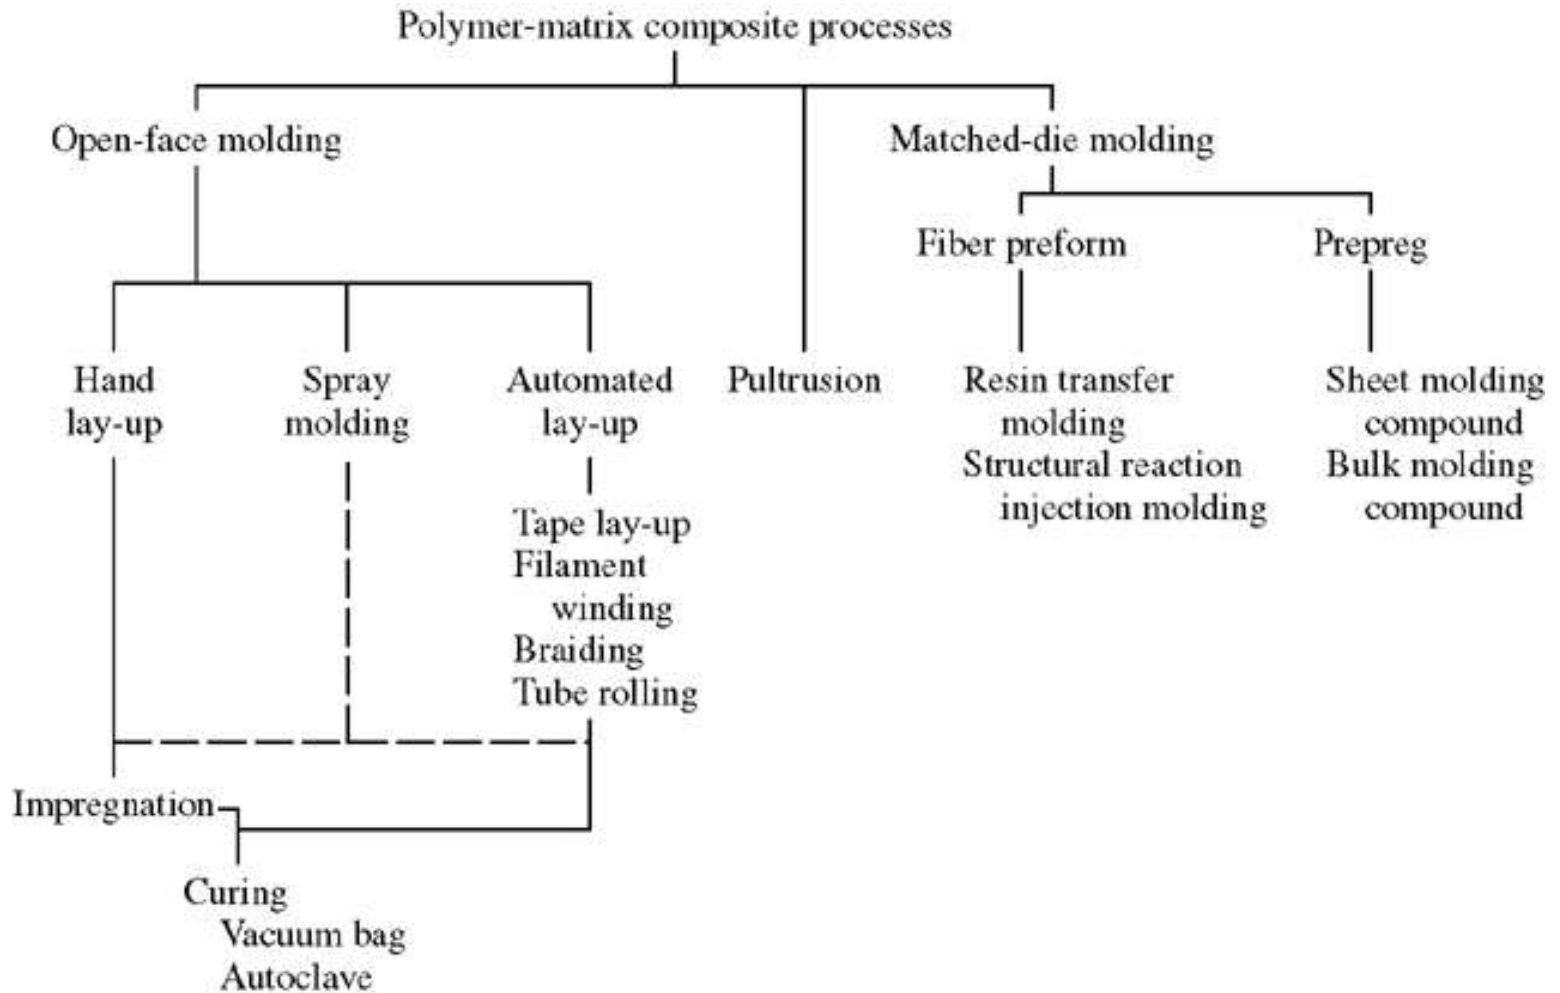 Polymer-matrix composite processes
Open-face molding
Matched-die molding
Fiber preform
Prepreg
Hand
lay-up
Spray
molding
Automated
lay-up
Pultrusion
Resin transfer
molding
Structural reaction
injection molding
Sheet molding
compound
Bulk molding
compound
Tape lay-up
Filament
winding
Braiding
Tube rolling
Impregnation
Curing
Vacuum bag
Autoclave